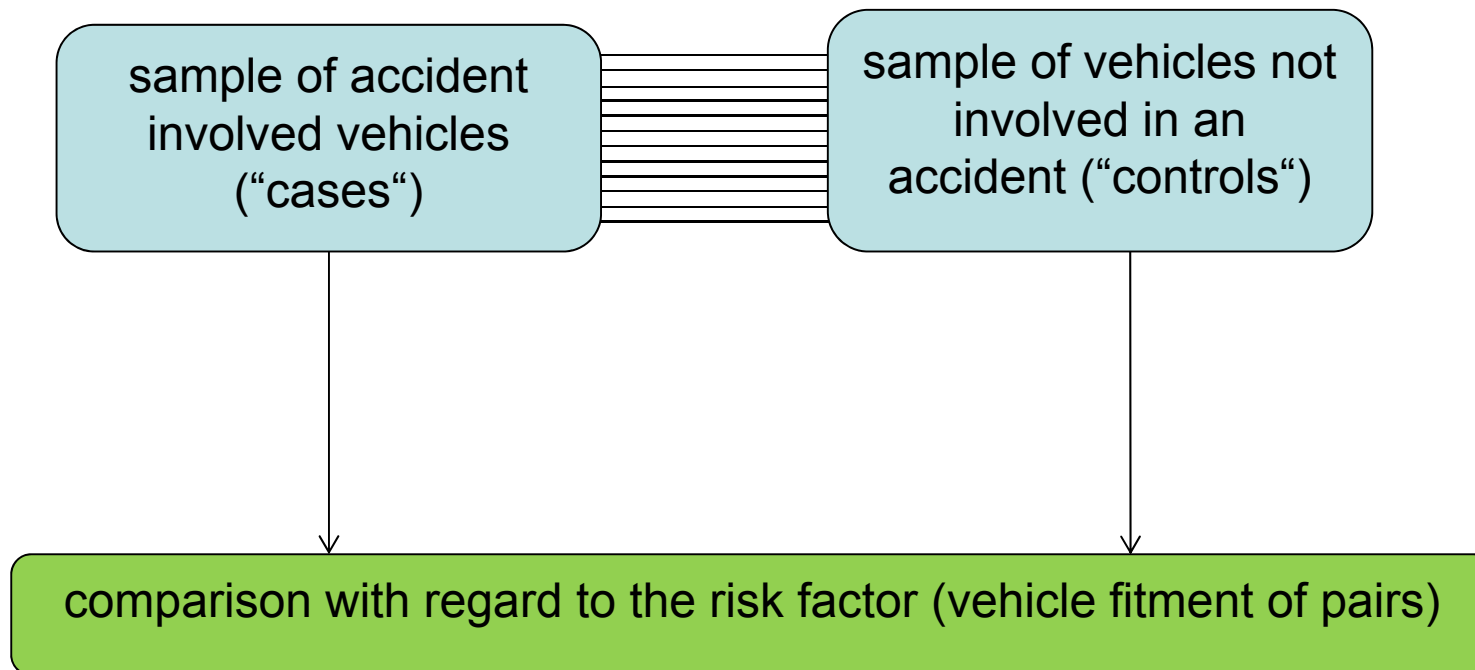 sample of accident
involved vehicles
(“cases“)
sample of vehicles not
involved in an
accident (“controls“)
comparison with regard to the risk factor (vehicle fitment of pairs)